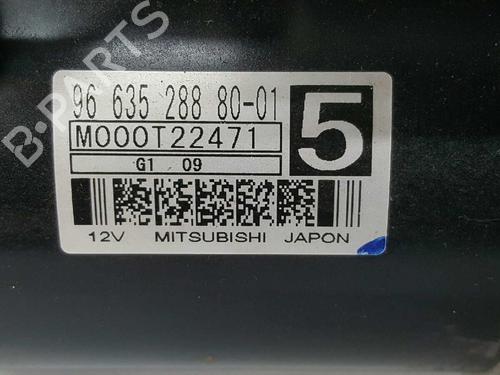 B-PARTS
96 635 288 80-01
5
M000T22471
G1 09
12V MITSUBISHI JAPON